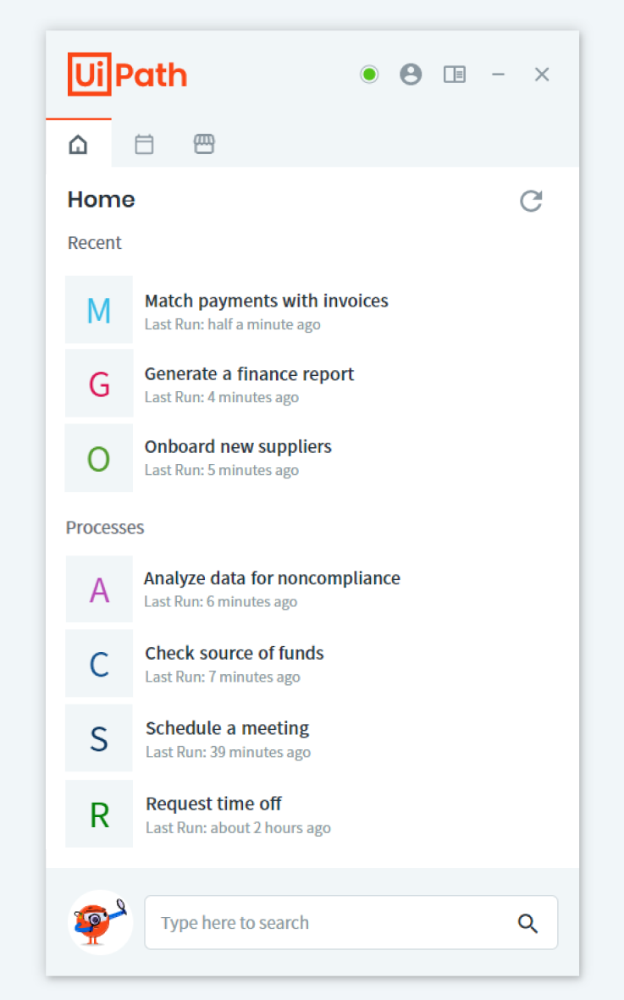 UiPath
Home
Recent
M
Match payments with invoices
Last Run: half a minute ago
G
Generate a finance report
Last Run: 4 minutes ago
O
Onboard new suppliers
Last Run: 5 minutes ago
Processes
A
Analyze data for noncompliance
Last Run: 6 minutes ago
C
Check source of funds
Last Run: 7 minutes ago
S
Schedule a meeting
Last Run: 39 minutes ago
R
Request time off
Last Run: about 2 hours ago
Type here to search